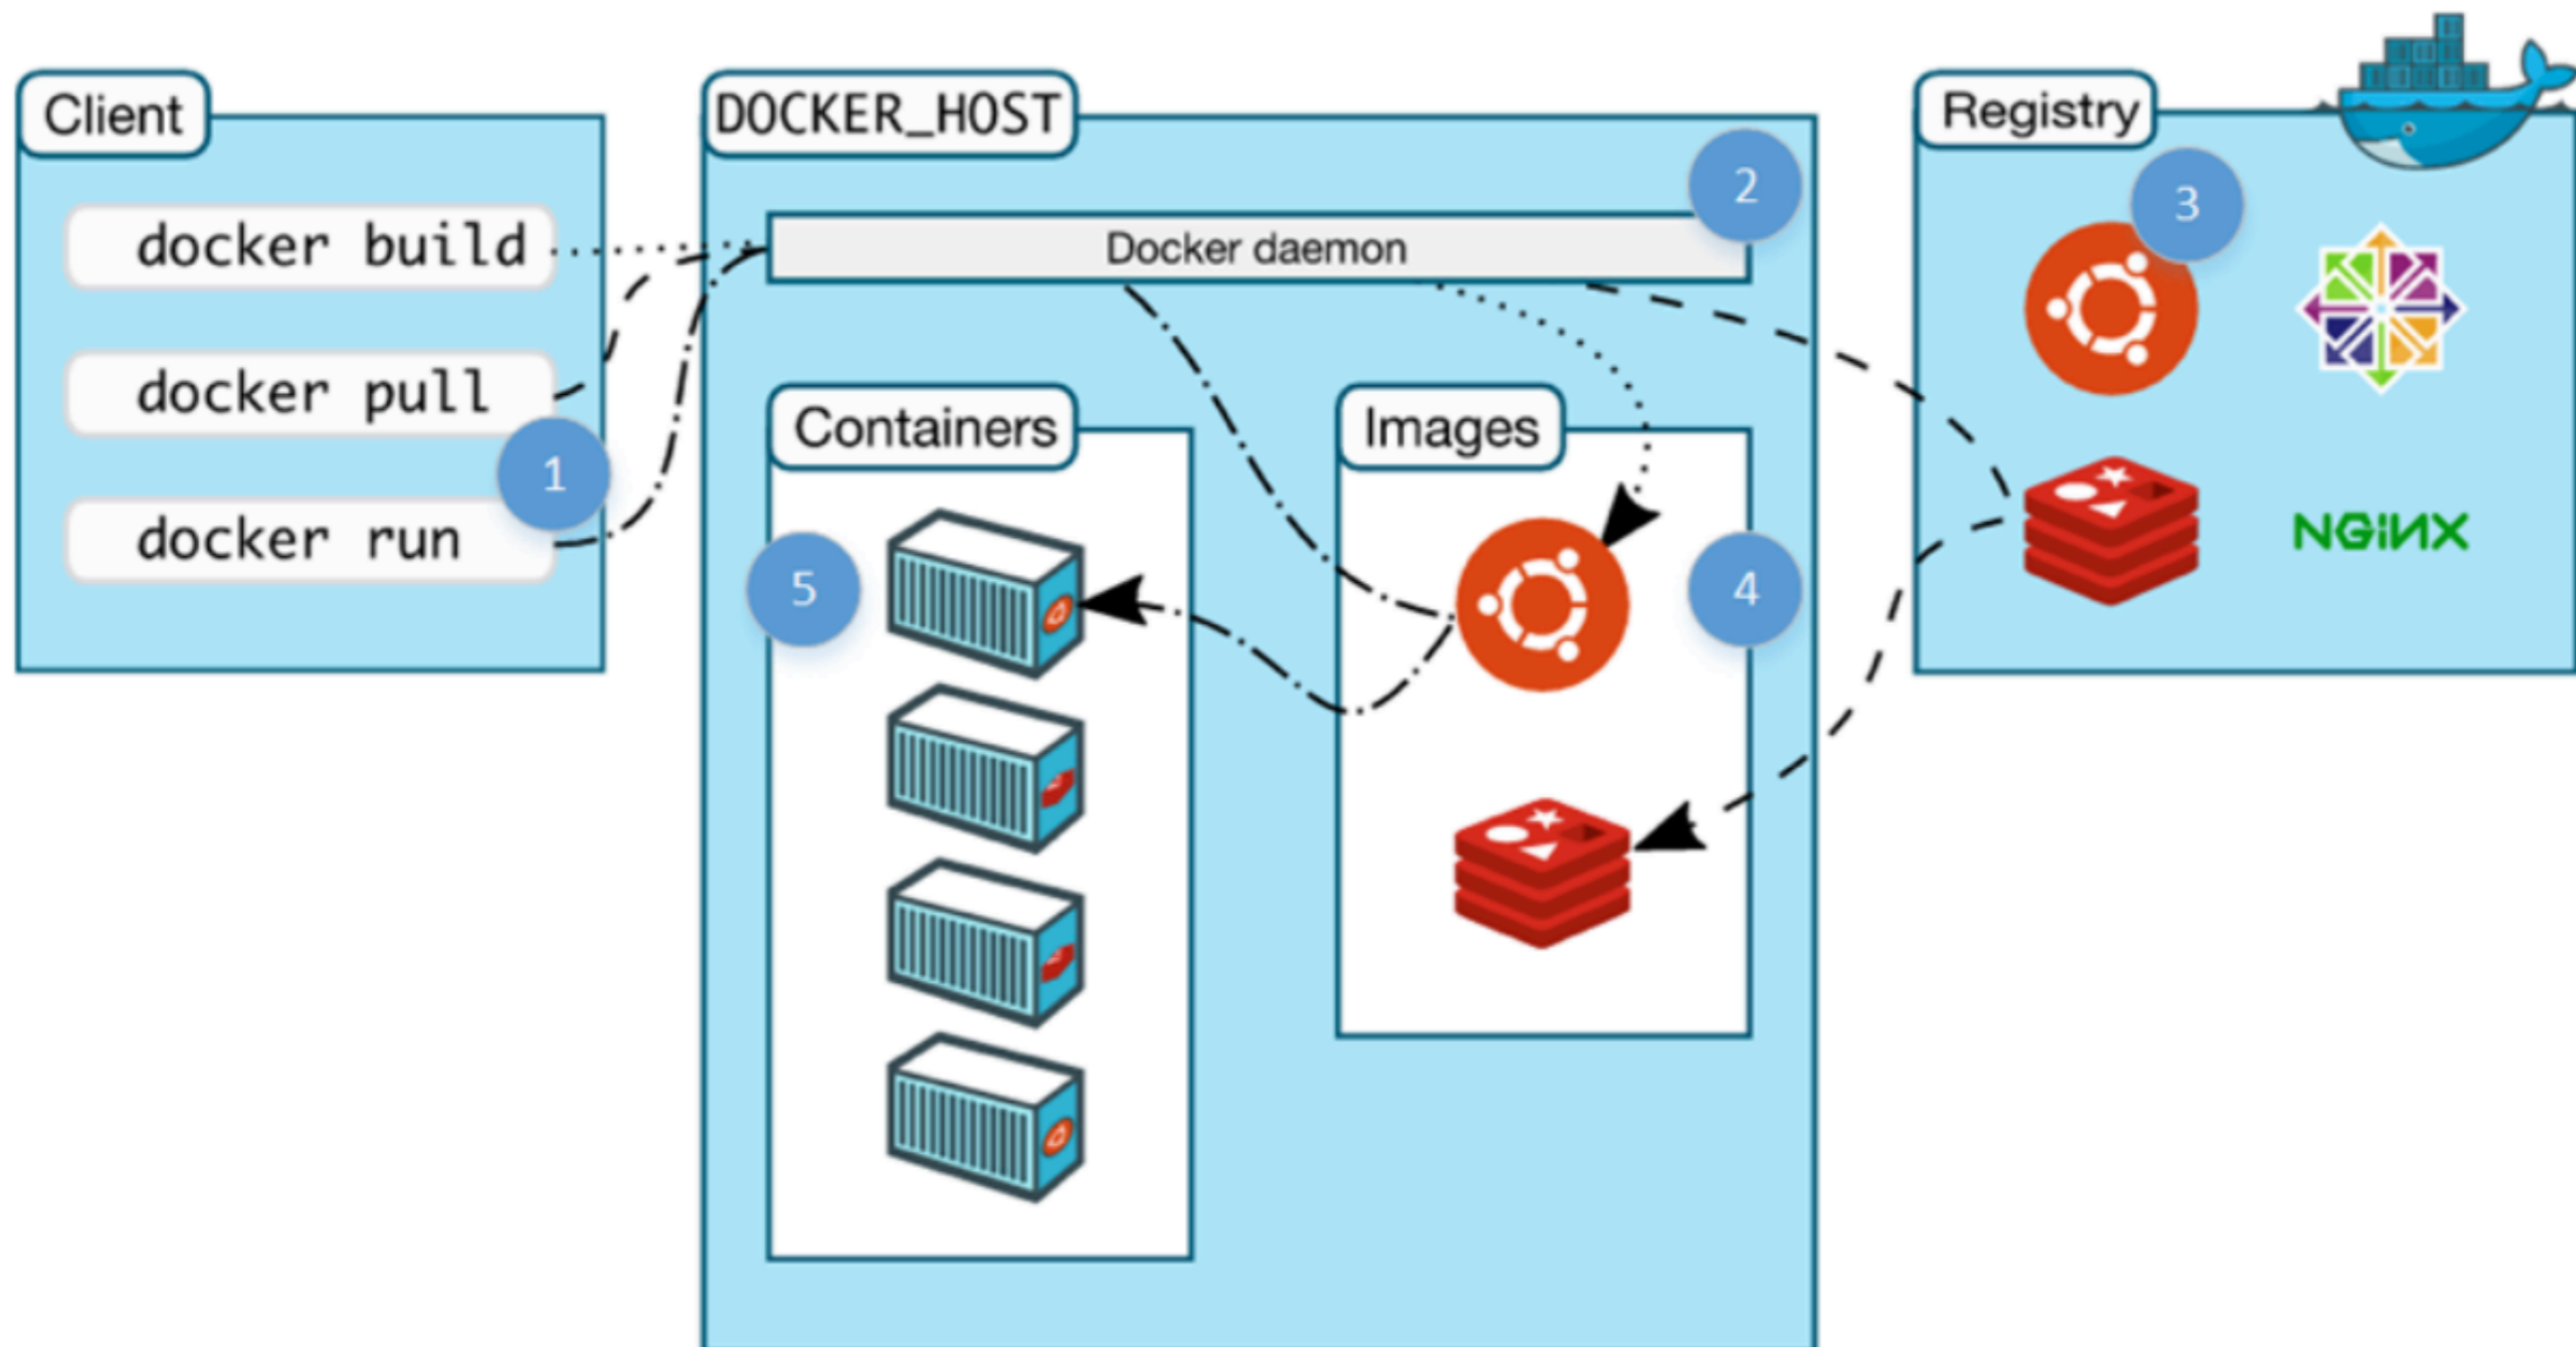 Client
docker build
docker pull
docker run
1
DOCKER_HOST
2
Docker daemon
Containers
5
Images
4
Registry
3
NGiNX